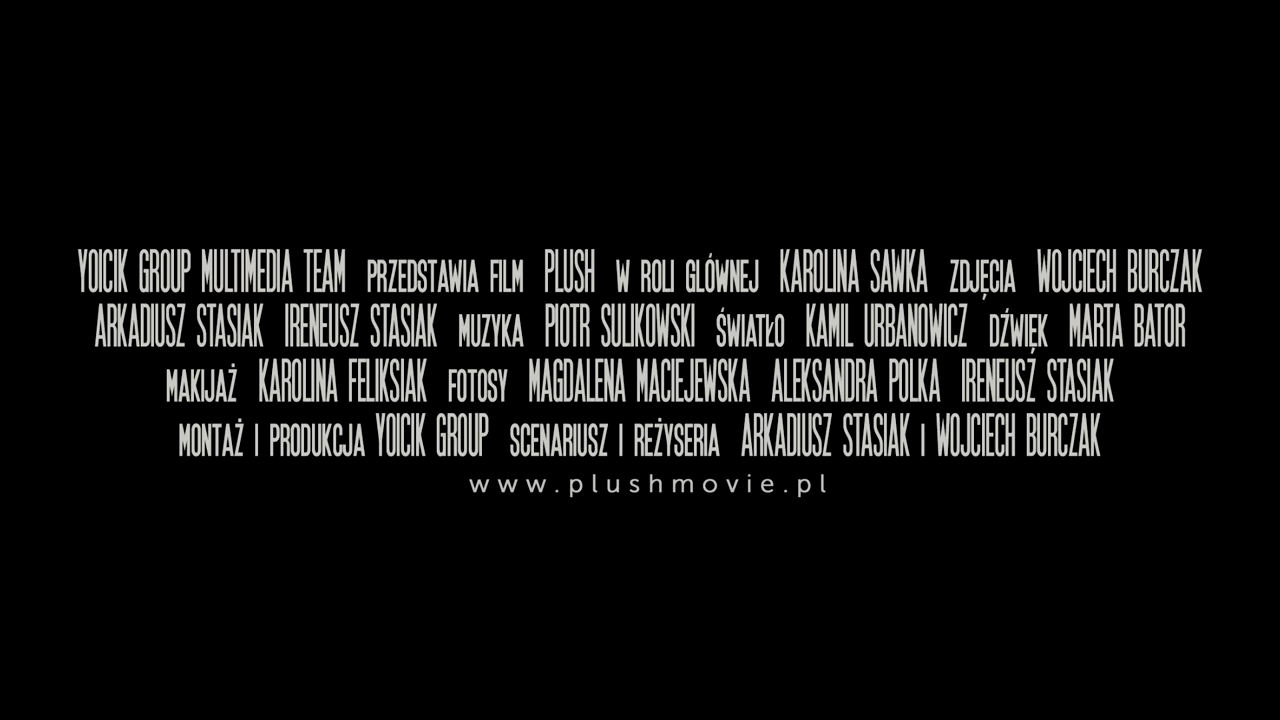 YOICIK GROUP MULTIMEDIA TEAM PRZEDSTAWIA FILM PLUSH W ROLI GLÓWNEJ KAROLINA SAWKA ZDJĘCIA WOJCIECH BURCZAK
ARKADIUSZ STASIAK IRENEUSZ STASIAK MUZYKA PIOTR SULIKOWSKI ŚWIATŁO KAMIL URBANOWICZ DŹWIĘK MARTA BATOR
MAKIJAŻ KAROLINA FELIKSIAK FOTOSY MAGDALENA MACIEJEWSKA ALEKSANDRA POLKA IRENEUSZ STASIAK
MONTAŻ I PRODUKCJA YOICIK GROUP SCENARIUSZ I REŻYSERIA ARKADIUSZ STASIAK I WOJCIECH BURCZAK
www.plushmovie.pl